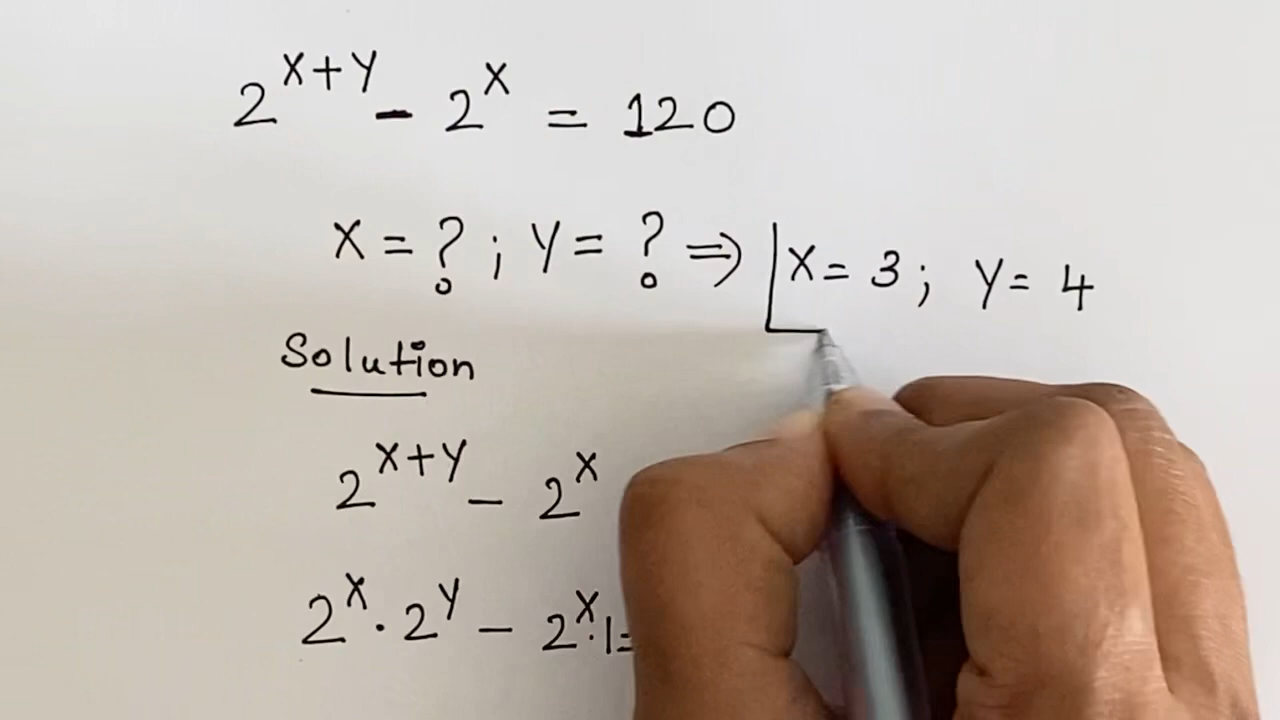 2^{X+Y} - 2^X = 120
X = ? ; Y = ? ⇒ X = 3 ; Y = 4
Solution
2^{X+Y} - 2^X
2^X · 2^Y - 2^X · 1 =